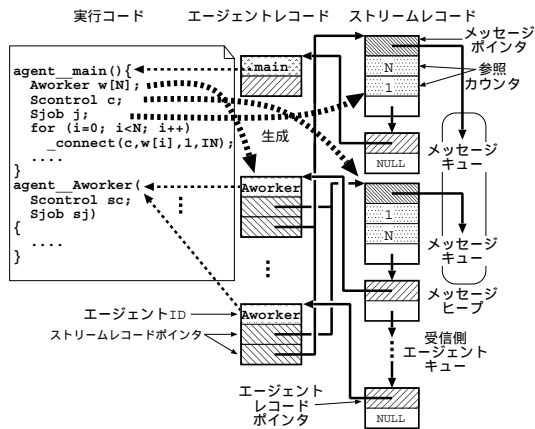 実行コード
エージェントレコード
ストリームレコード
agent__main(){
Aworker w[N];
Scontrol c;
Sjob j;
for (i=0; i<N; i++)
_connect(c,w[i],1,IN);
....
}
agent__Aworker(
Scontrol sc;
Sjob sj)
{
....
}
main
生成
Aworker
Aworker
エージェントID
ストリームレコードポインタ
エージェント
レコード
ポインタ
N
1
NULL
1
N
NULL
メッセージ
ポインタ
参照
カウンタ
メッセージ
キュー
メッセージ
キュー
メッセージ
ヒープ
受信側
エージェント
キュー